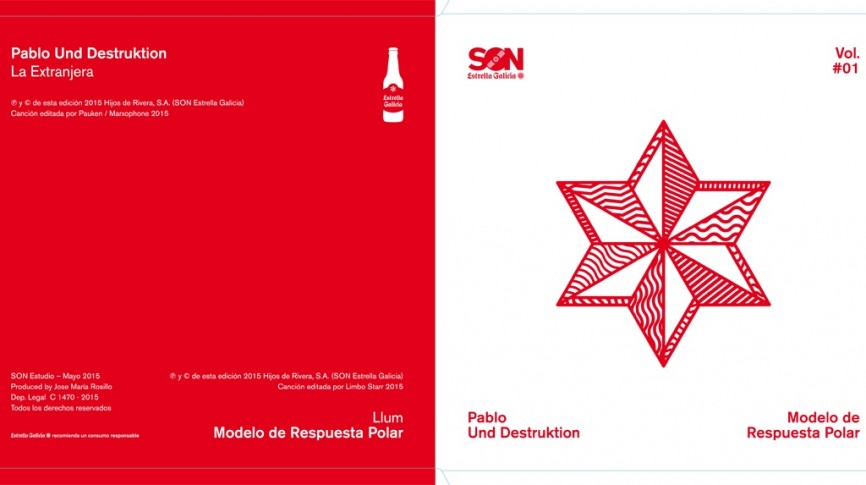 Pablo Und Destruktion
La Extranjera
℗ y © de esta edición 2015 Hijos de Rivera, S.A. (SON Estrella Galicia)
Canción editada por Pauken / Marxophone 2015
Estrella
Galicia
SON Estudio – Mayo 2015
Produced by Jose María Rosillo
Dep. Legal C 1470 - 2015
Todos los derechos reservados
Estrella Galicia recomienda un consumo responsable
℗ y © de esta edición 2015 Hijos de Rivera, S.A. (SON Estrella Galicia)
Canción editada por Limbo Starr 2015
Llum
Modelo de Respuesta Polar
SON
Estrella Galicia
Vol.
#01
Pablo
Und Destruktion
Modelo de
Respuesta Polar